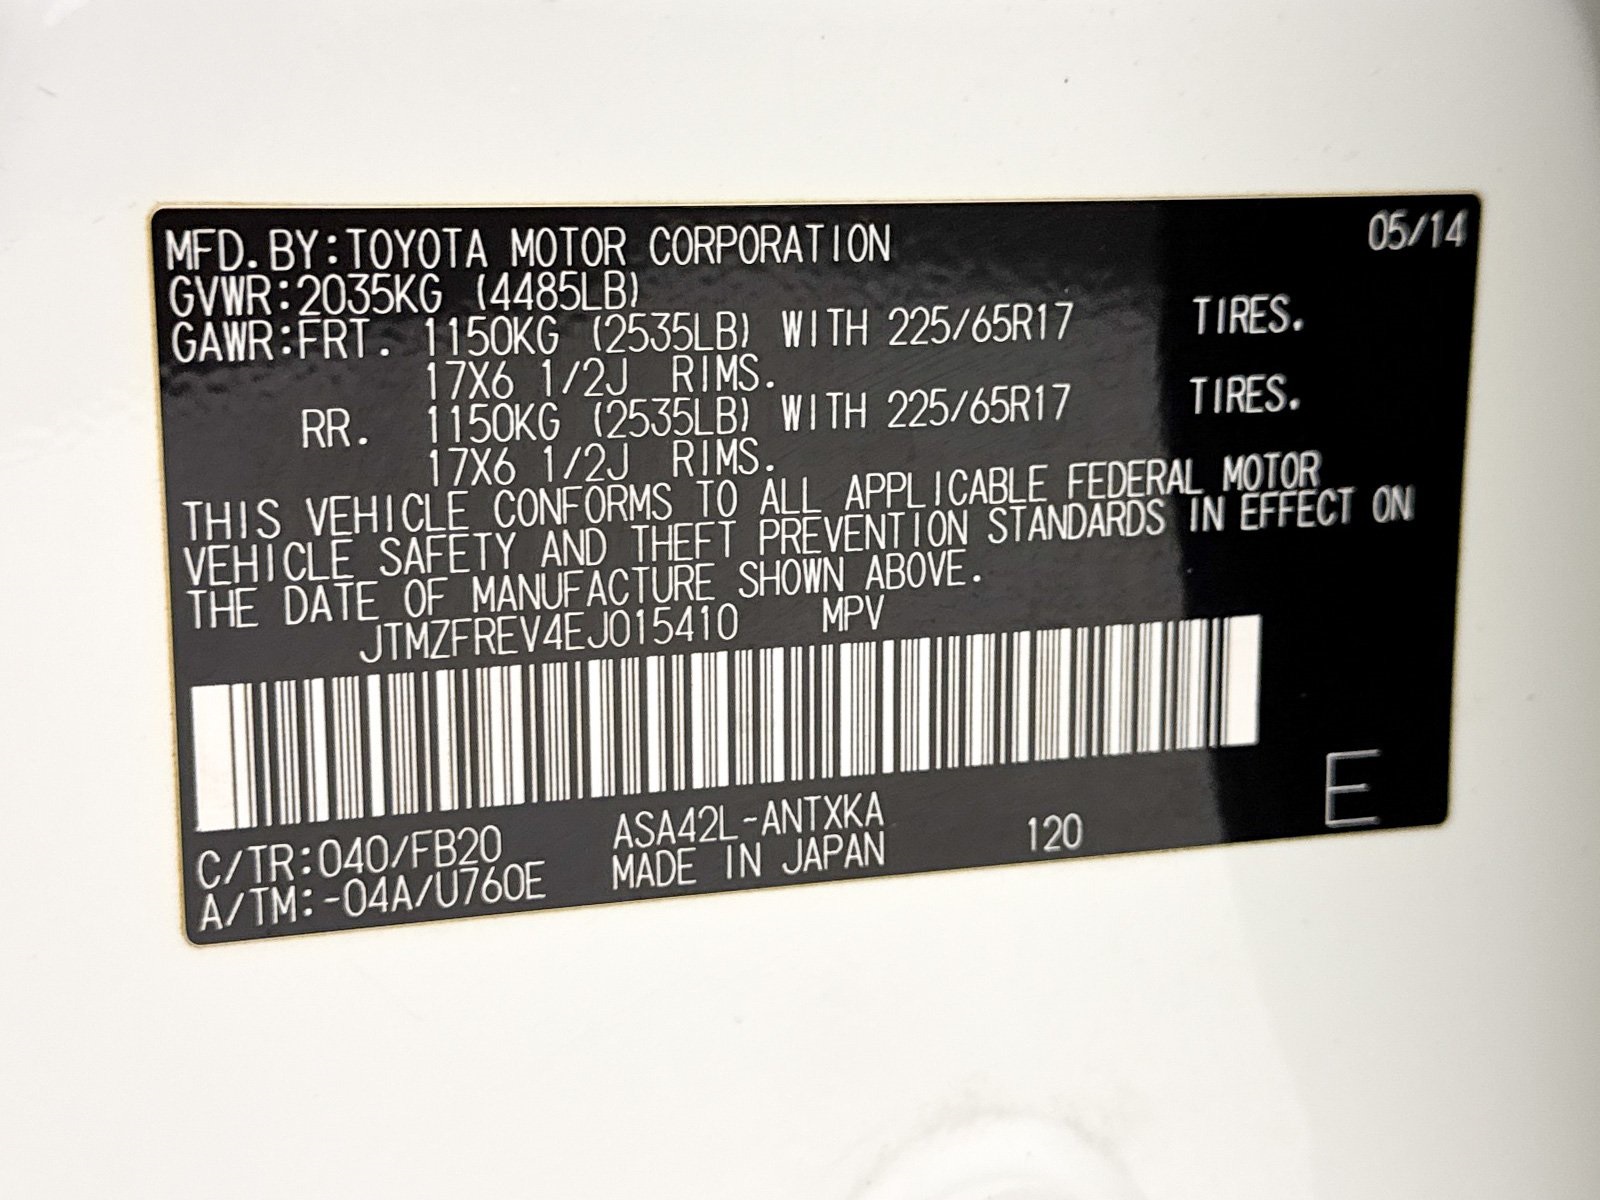 MFD.BY:TOYOTA MOTOR CORPORATION 05/14
GVWR:2035KG (4485LB)
GAWR:FRT. 1150KG (2535LB) WITH 225/65R17 TIRES.
17X6 1/2J RIMS.
RR. 1150KG (2535LB) WITH 225/65R17 TIRES.
17X6 1/2J RIMS.
THIS VEHICLE CONFORMS TO ALL APPLICABLE FEDERAL MOTOR
VEHICLE SAFETY AND THEFT PREVENTION STANDARDS IN EFFECT ON
THE DATE OF MANUFACTURE SHOWN ABOVE.
JTMZFREV4EJ015410 MPV
C/TR:040/FB20 ASA42L-ANTXKA 120 E
A/TM:-04A/U760E MADE IN JAPAN